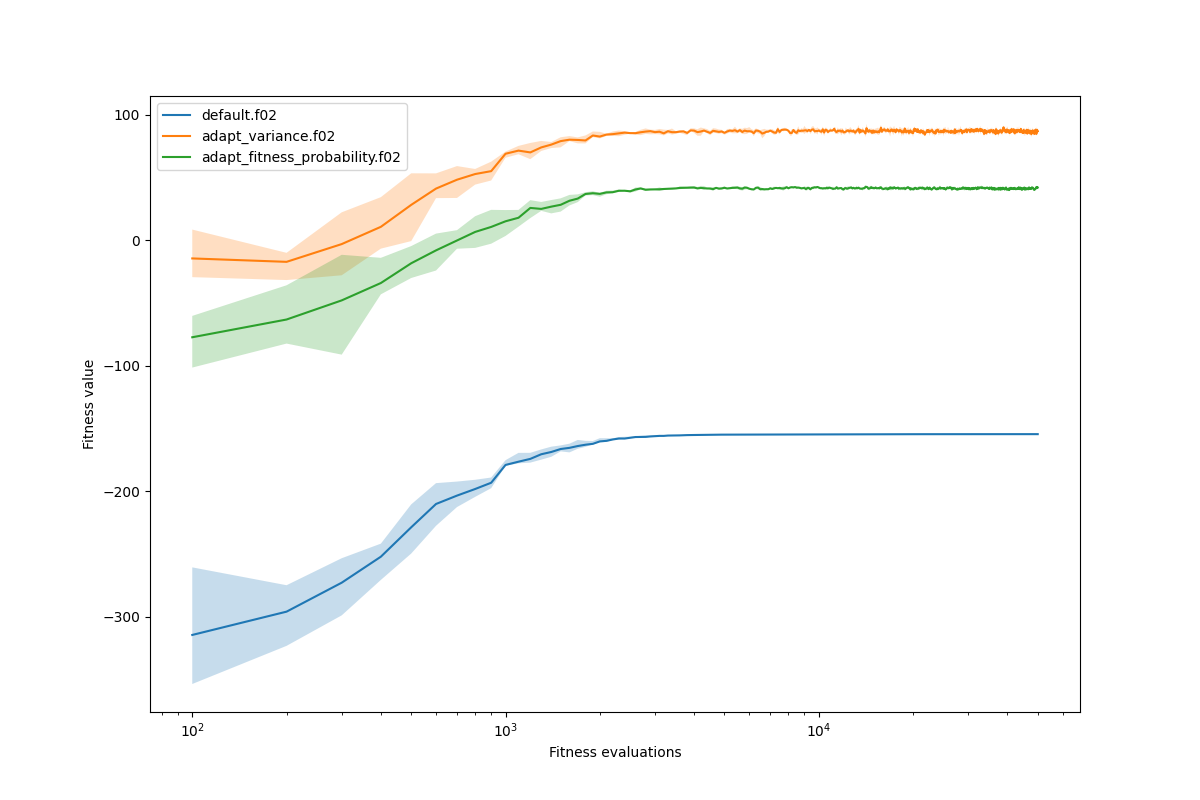 default.f02
adapt_variance.f02
adapt_fitness_probability.f02
100
0
−100
−200
−300
Fitness value
10² 10³ 10⁴
Fitness evaluations